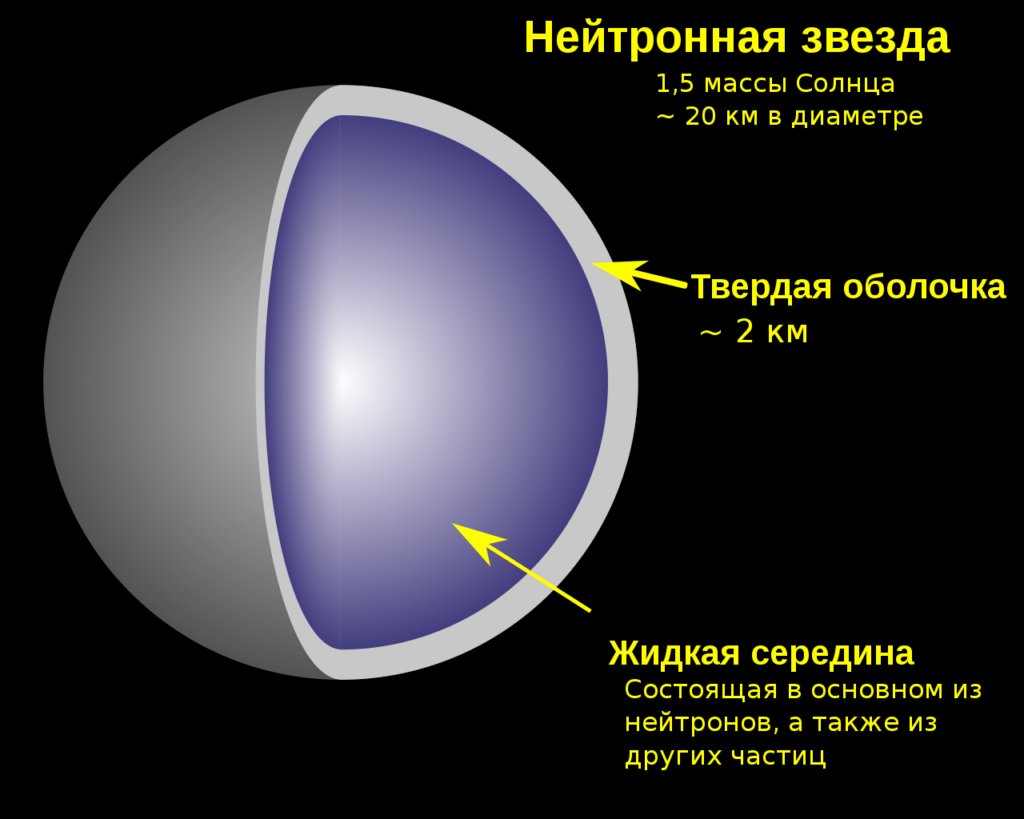 Нейтронная звезда
1,5 массы Солнца
~ 20 км в диаметре
Твердая оболочка
~ 2 км
Жидкая середина
Состоящая в основном из
нейтронов, а также из
других частиц